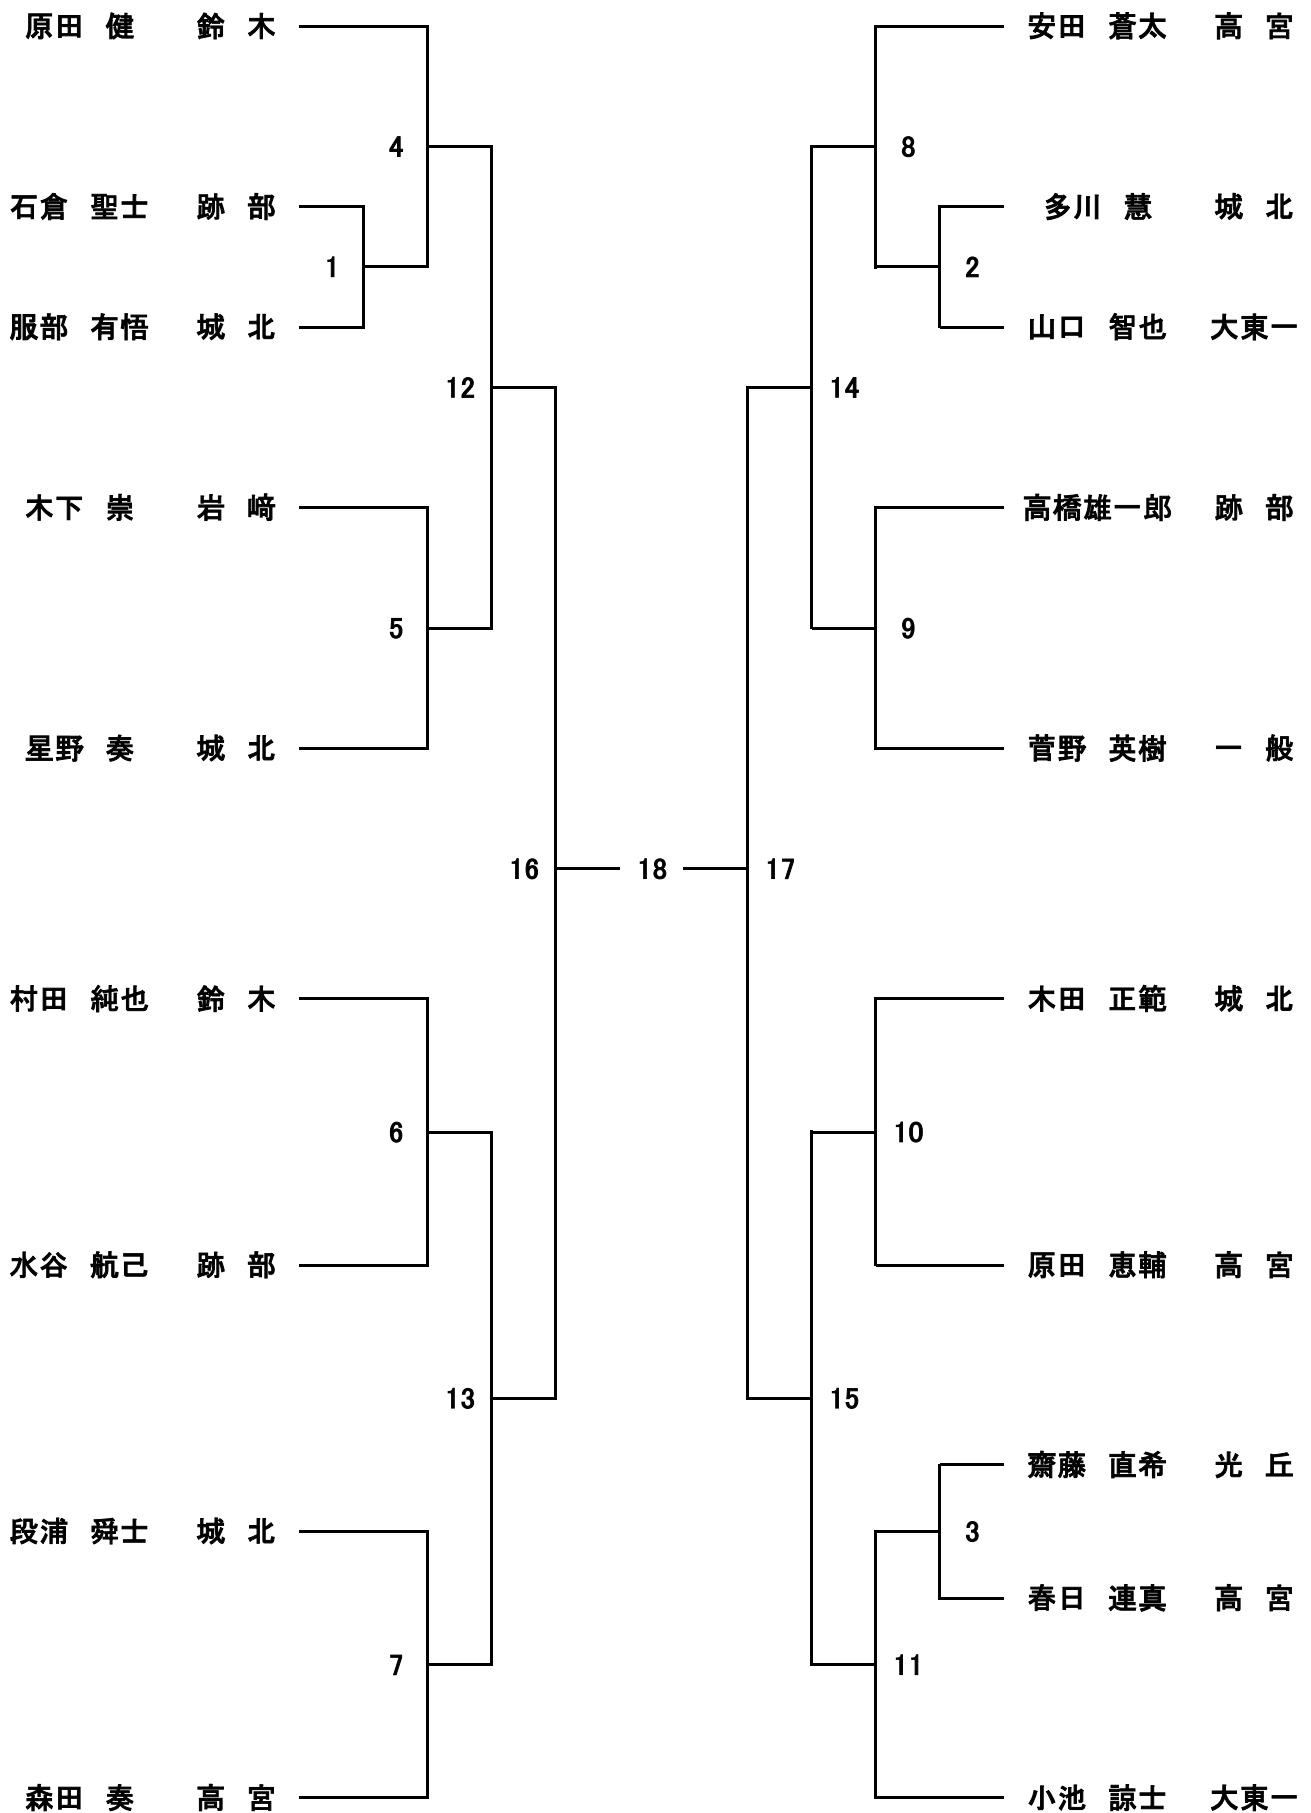 原田 健 鈴 木
4
石倉 聖士 跡 部
1
服部 有悟 城 北
12
木下 崇 岩 﨑
5
星野 奏 城 北
16
村田 純也 鈴 木
6
水谷 航己 跡 部
13
段浦 舜士 城 北
7
森田 奏 高 宮
18
安田 蒼太 高 宮
8
多川 慧 城 北
2
山口 智也 大東一
14
高橋雄一郎 跡 部
9
菅野 英樹 一 般
17
木田 正範 城 北
10
原田 恵輔 高 宮
15
齋藤 直希 光 丘
3
春日 連真 高 宮
11
小池 諒士 大東一